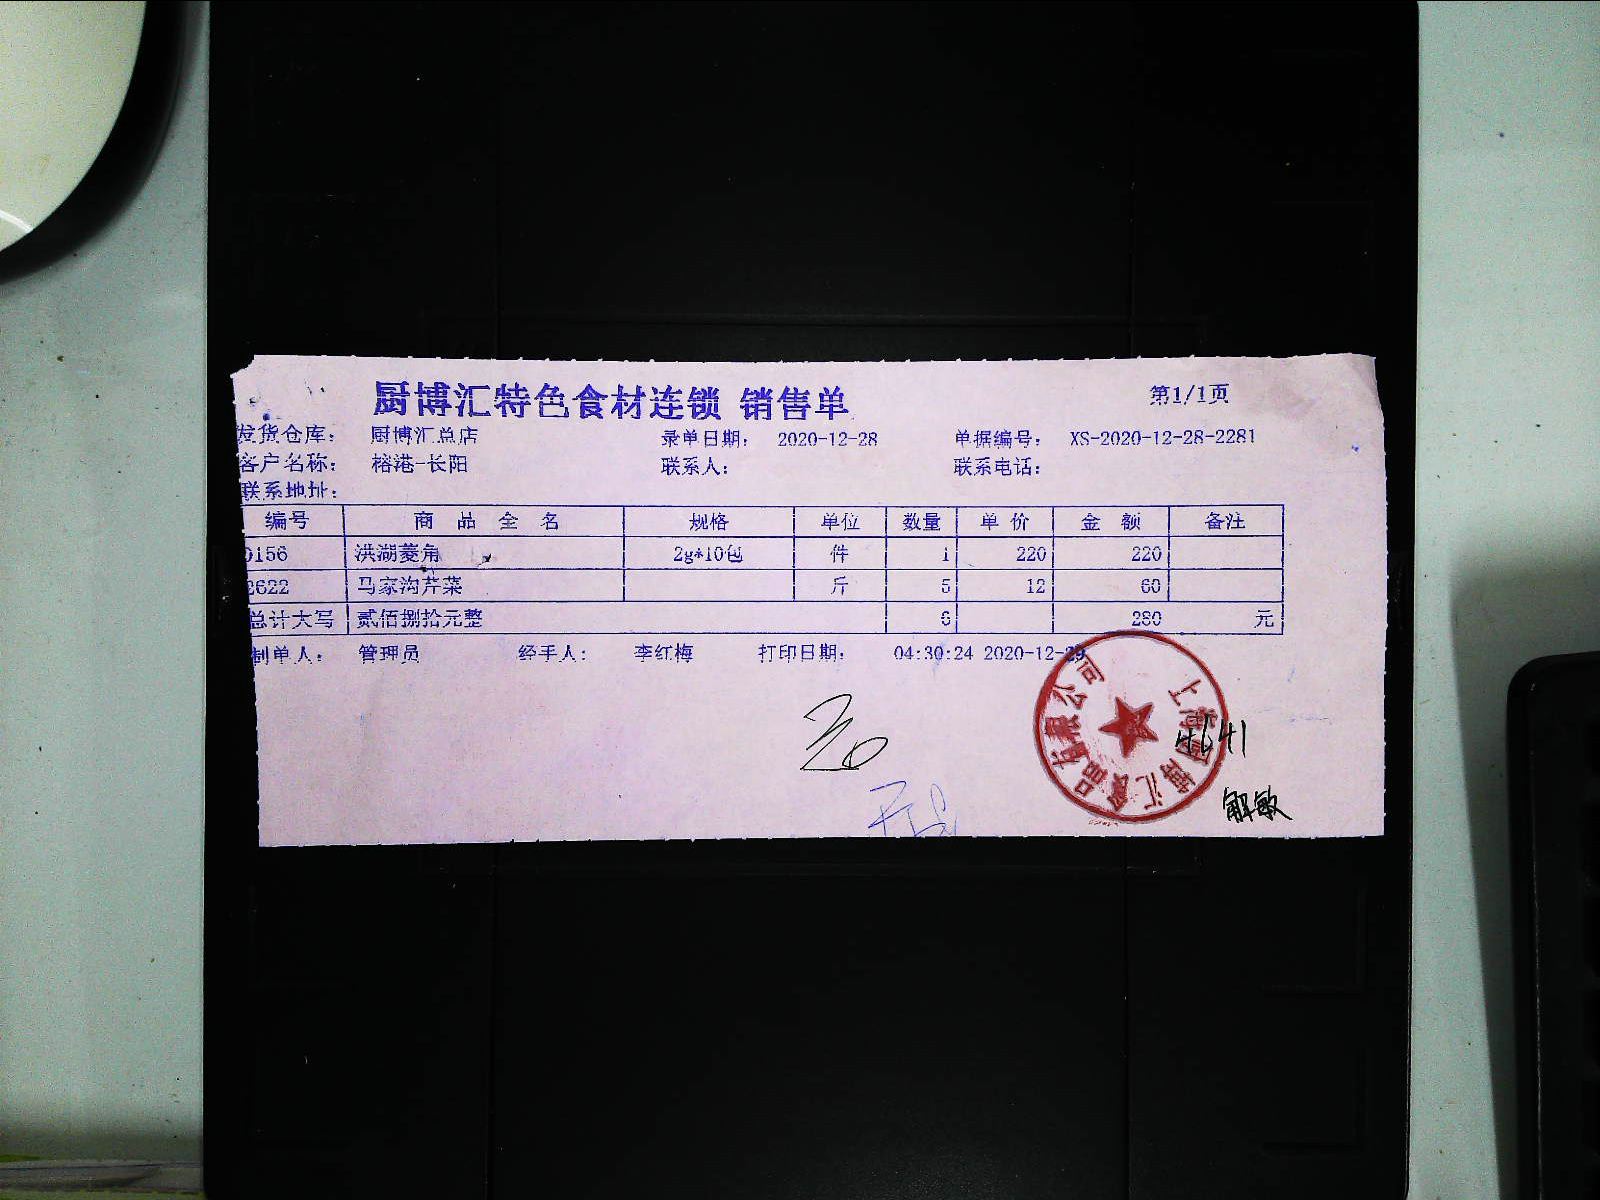 厨博汇特色食材连锁 销售单 第1/1页
发货仓库： 厨博汇总店 录单日期： 2020-12-28 单据编号： XS-2020-12-28-2281
客户名称： 榕港-长阳 联系人： 联系电话：
联系地址：
编号 商品全名 规格 单位 数量 单价 金额 备注
0156 洪湖菱角 2g*10包 件 1 220 220
2622 马家沟芹菜 斤 5 12 60
总计大写 贰佰捌拾元整 6 280 元
制单人： 管理员 经手人： 李红梅 打印日期： 04:30:24 2020-12-29
4641
解敏